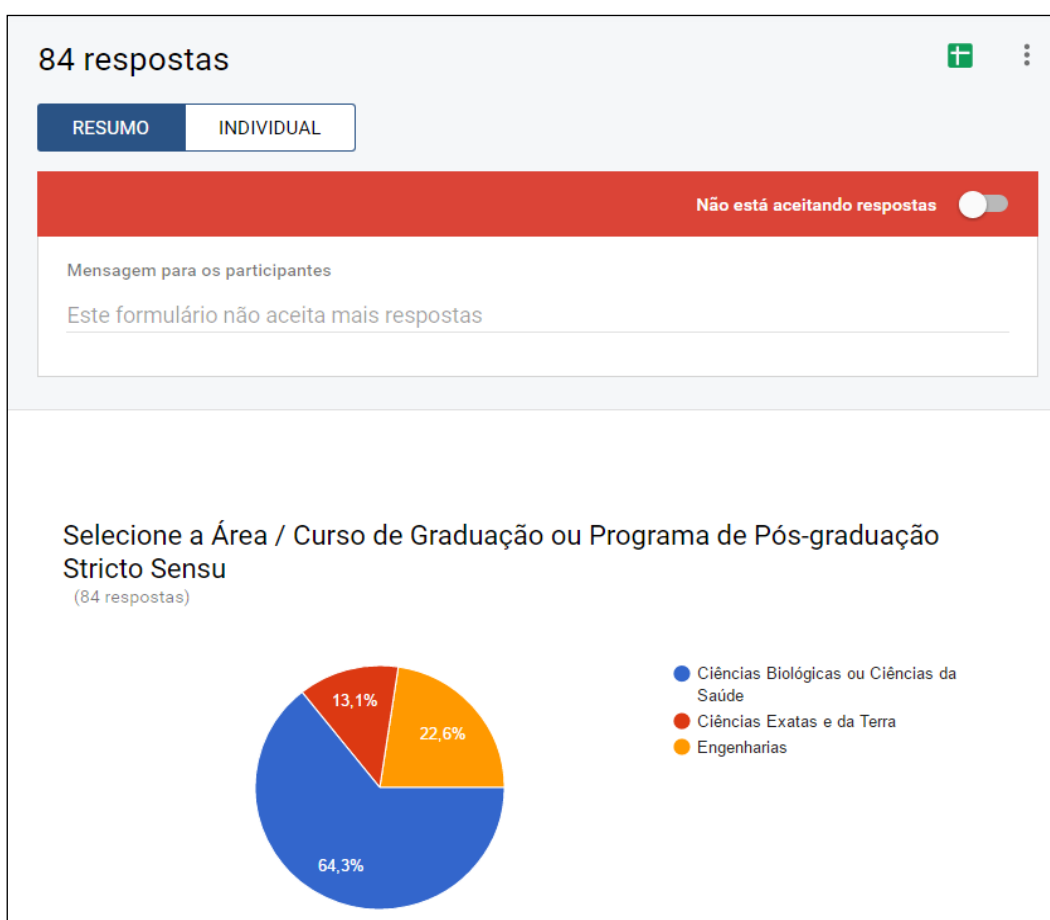 84 respostas
RESUMO
INDIVIDUAL
Não está aceitando respostas
Mensagem para os participantes
Este formulário não aceita mais respostas
Selecione a Área / Curso de Graduação ou Programa de Pós-graduação
Stricto Sensu
(84 respostas)
13,1%
22,6%
64,3%
Ciências Biológicas ou Ciências da
Saúde
Ciências Exatas e da Terra
Engenharias